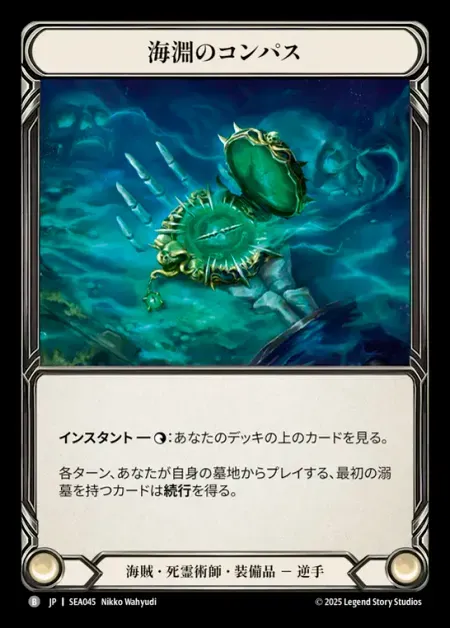 海淵のコンパス
インスタント ー :あなたのデッキの上のカードを見る。
各ターン、あなたが自身の墓地からプレイする、最初の溺
墓を持つカードは続行を得る。
海賊・死霊術師・装備品 － 逆手
B JP | SEA045 Nikko Wahyudi © 2025 Legend Story Studios